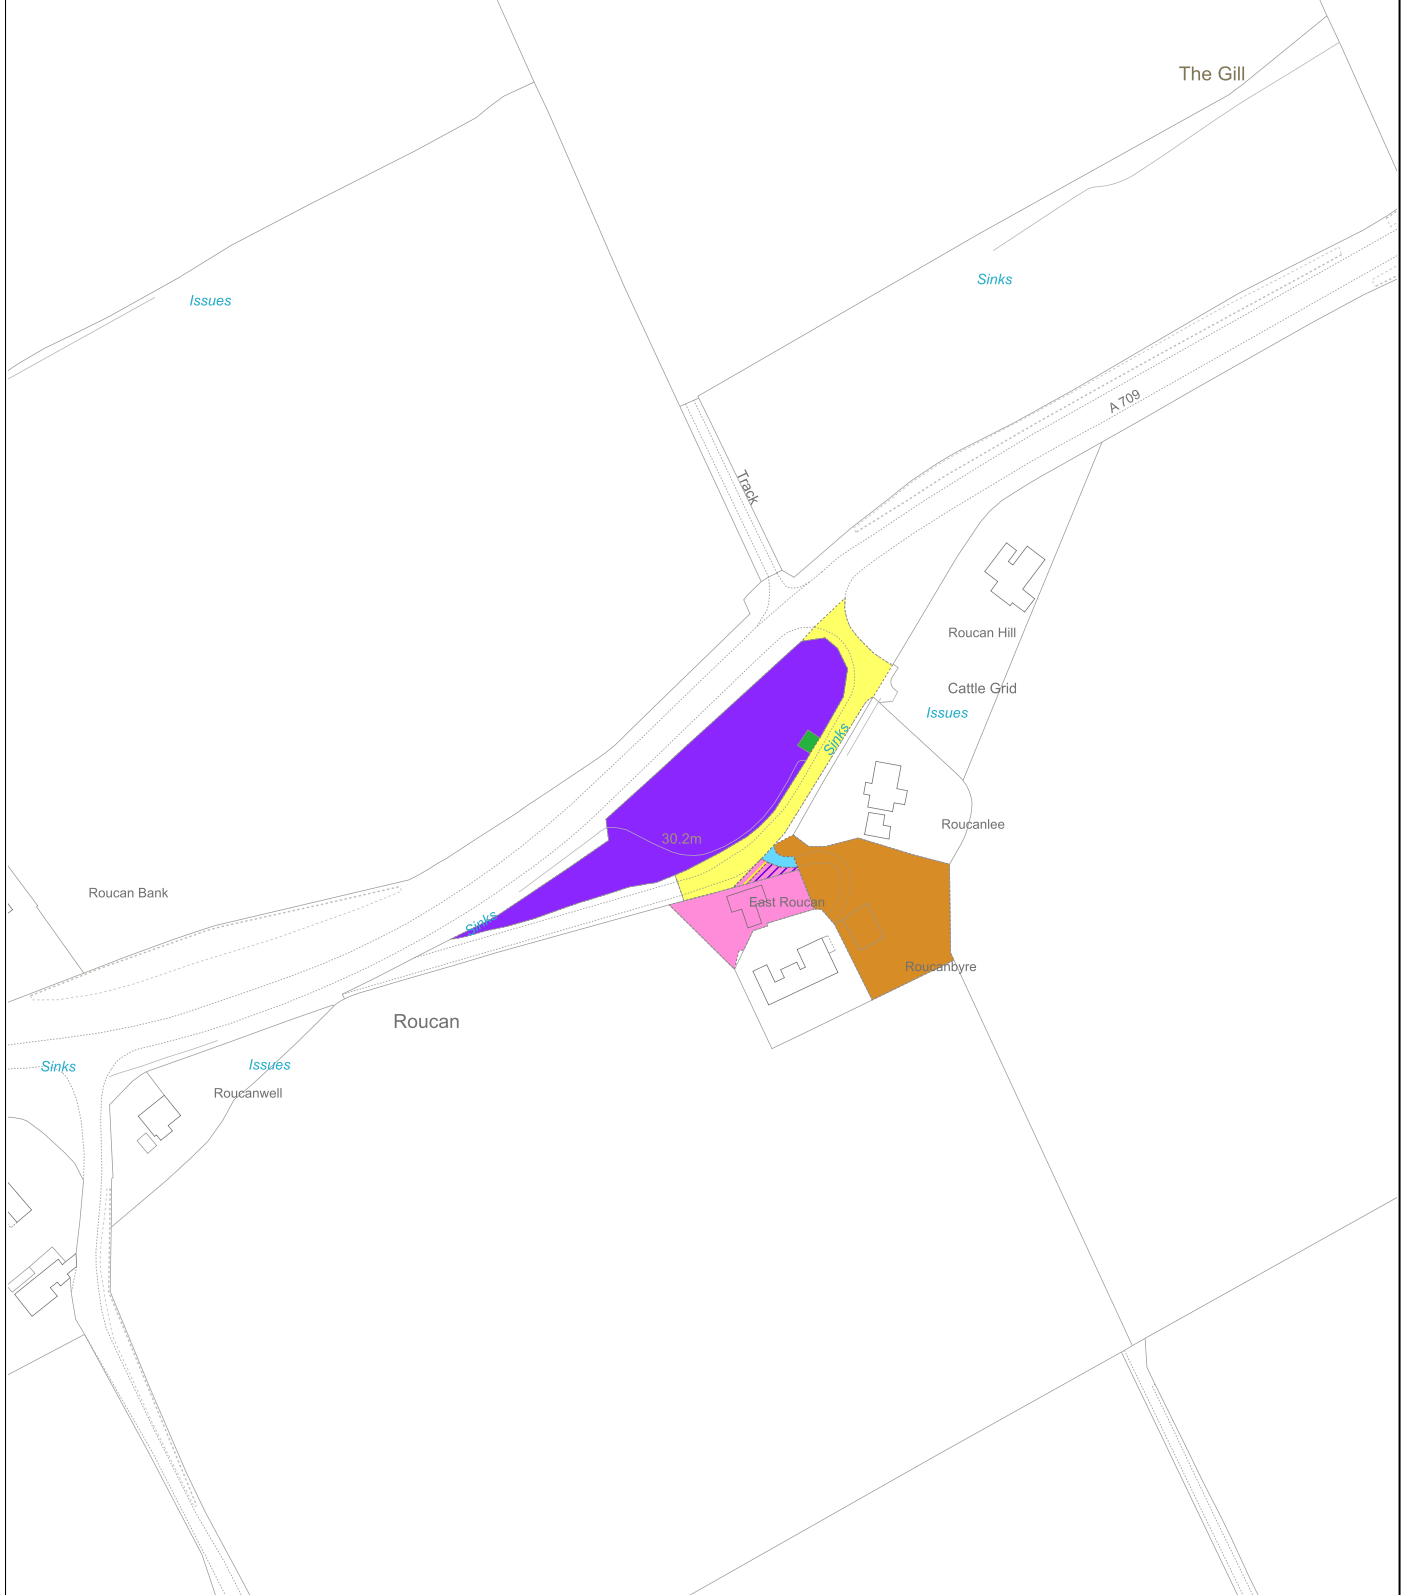 The Gill
Sinks
Issues
A 709
Track
Roucan Hill
Cattle Grid
Issues
Sinks
Roucanlee
30.2m
Roucan Bank
East Roucan
Sinks
Roucanbyre
Roucan
Sinks
Issues
Roucanwell